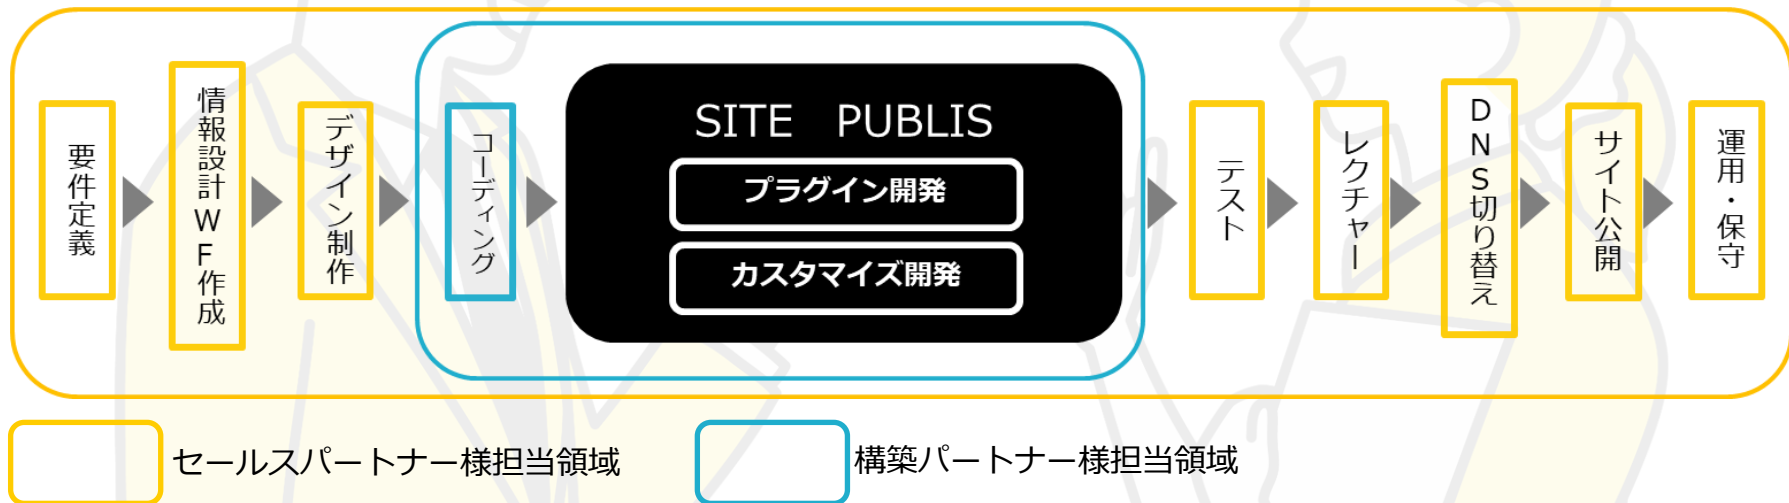 要件定義
情報設計WF作成
デザイン制作
コーディング
SITE PUBLIS
プラグイン開発
カスタマイズ開発
テスト
レクチャー
DNS切り替え
サイト公開
運用・保守
セールスパートナー様担当領域
構築パートナー様担当領域